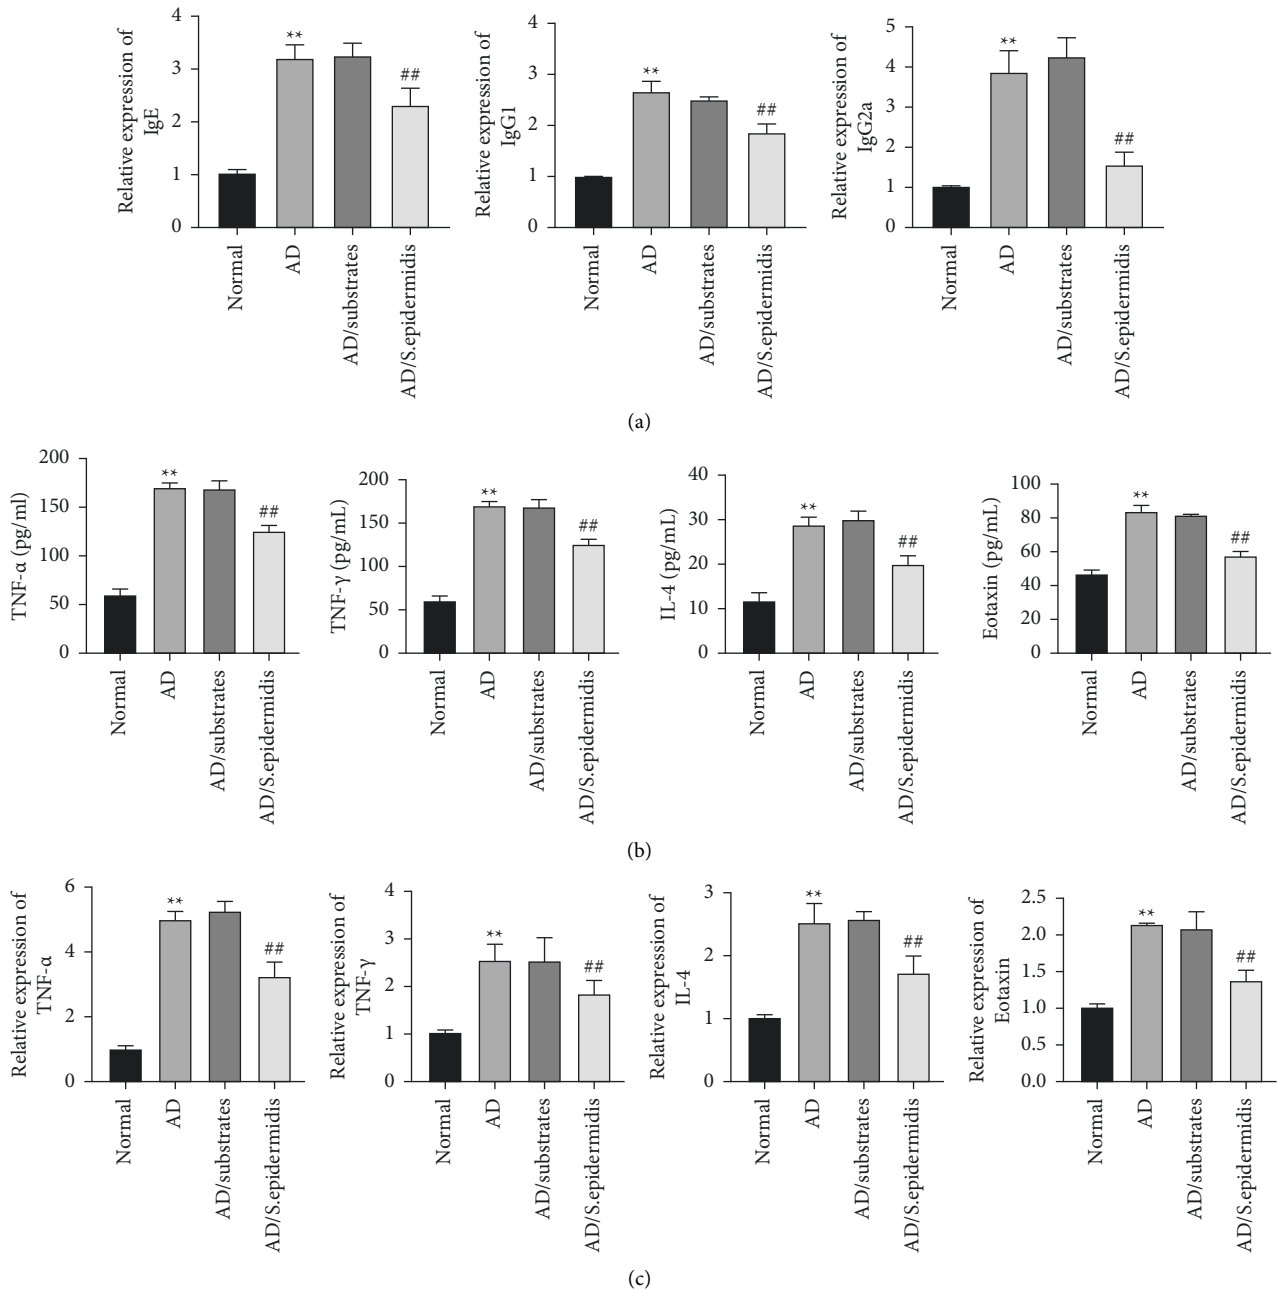 Relative expression of
IgE
4
3
2
1
0
**
##
Normal
AD
AD/substrates
AD/S.epidermidis
Relative expression of
IgG1
4
3
2
1
0
**
##
Normal
AD
AD/substrates
AD/S.epidermidis
Relative expression of
IgG2a
5
4
3
2
1
0
**
##
Normal
AD
AD/substrates
AD/S.epidermidis
(a)
TNF-α (pg/ml)
200
150
100
50
0
**
##
Normal
AD
AD/substrates
AD/S.epidermidis
TNF-γ (pg/mL)
200
150
100
50
0
**
##
Normal
AD
AD/substrates
AD/S.epidermidis
IL-4 (pg/mL)
40
30
20
10
0
**
##
Normal
AD
AD/substrates
AD/S.epidermidis
Eotaxin (pg/mL)
100
80
60
40
20
0
**
##
Normal
AD
AD/substrates
AD/S.epidermidis
(b)
Relative expression of
TNF-α
6
4
2
0
**
##
Normal
AD
AD/substrates
AD/S.epidermidis
Relative expression of
TNF-γ
4
3
2
1
0
**
##
Normal
AD
AD/substrates
AD/S.epidermidis
Relative expression of
IL-4
3
2
1
0
**
##
Normal
AD
AD/substrates
AD/S.epidermidis
Relative expression of
Eotaxin
2.5
2.0
1.5
1.0
0.5
0.0
**
##
Normal
AD
AD/substrates
AD/S.epidermidis
(c)